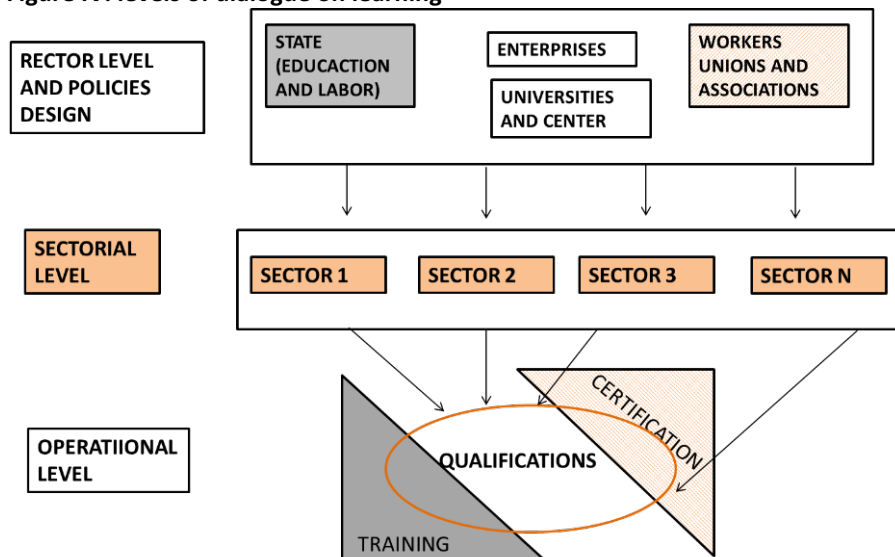 RECTOR LEVEL
AND POLICIES
DESIGN
STATE
(EDUCACTION
AND LABOR)
ENTERPRISES
UNIVERSITIES
AND CENTER
WORKERS
UNIONS AND
ASSOCIATIONS
SECTORIAL
LEVEL
SECTOR 1
SECTOR 2
SECTOR 3
SECTOR N
OPERATIIONAL
LEVEL
CERTIFICATION
QUALIFICATIONS
TRAINING